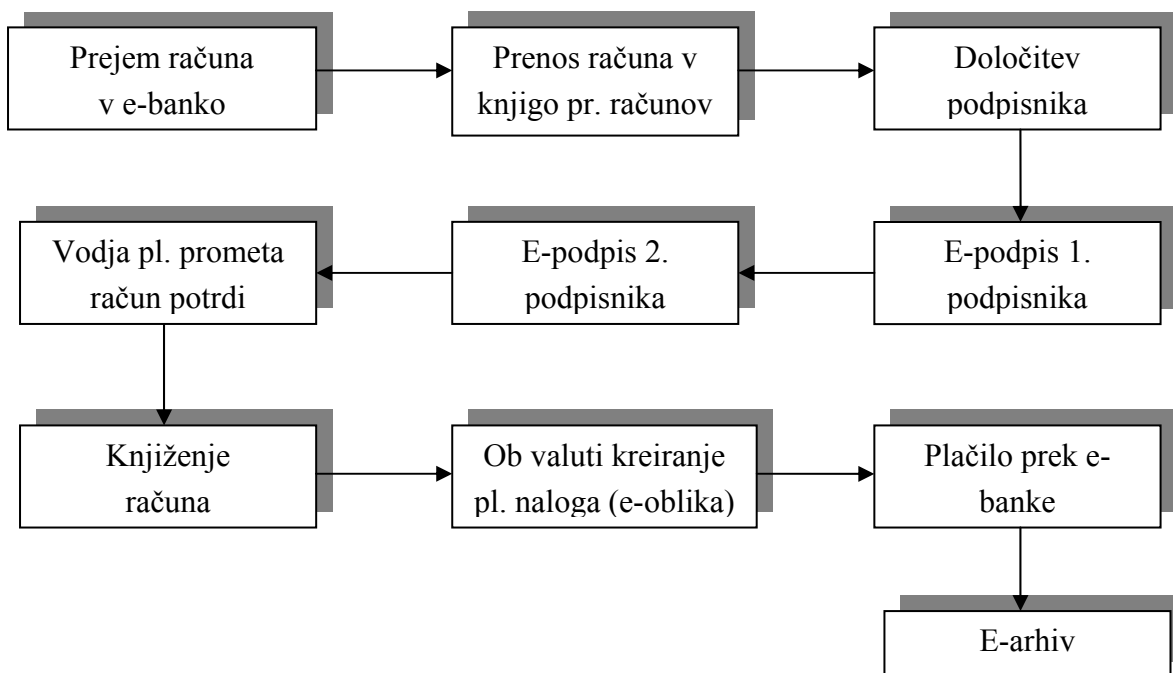 Prejem računa
v e-banko
Prenos računa v
knjigo pr. računov
Določitev
podpisnika
E-podpis 1.
podpisnika
E-podpis 2.
podpisnika
Vodja pl. prometa
račun potrdi
Knjiženje
računa
Ob valuti kreiranje
pl. naloga (e-oblika)
Plačilo prek e-
banke
E-arhiv